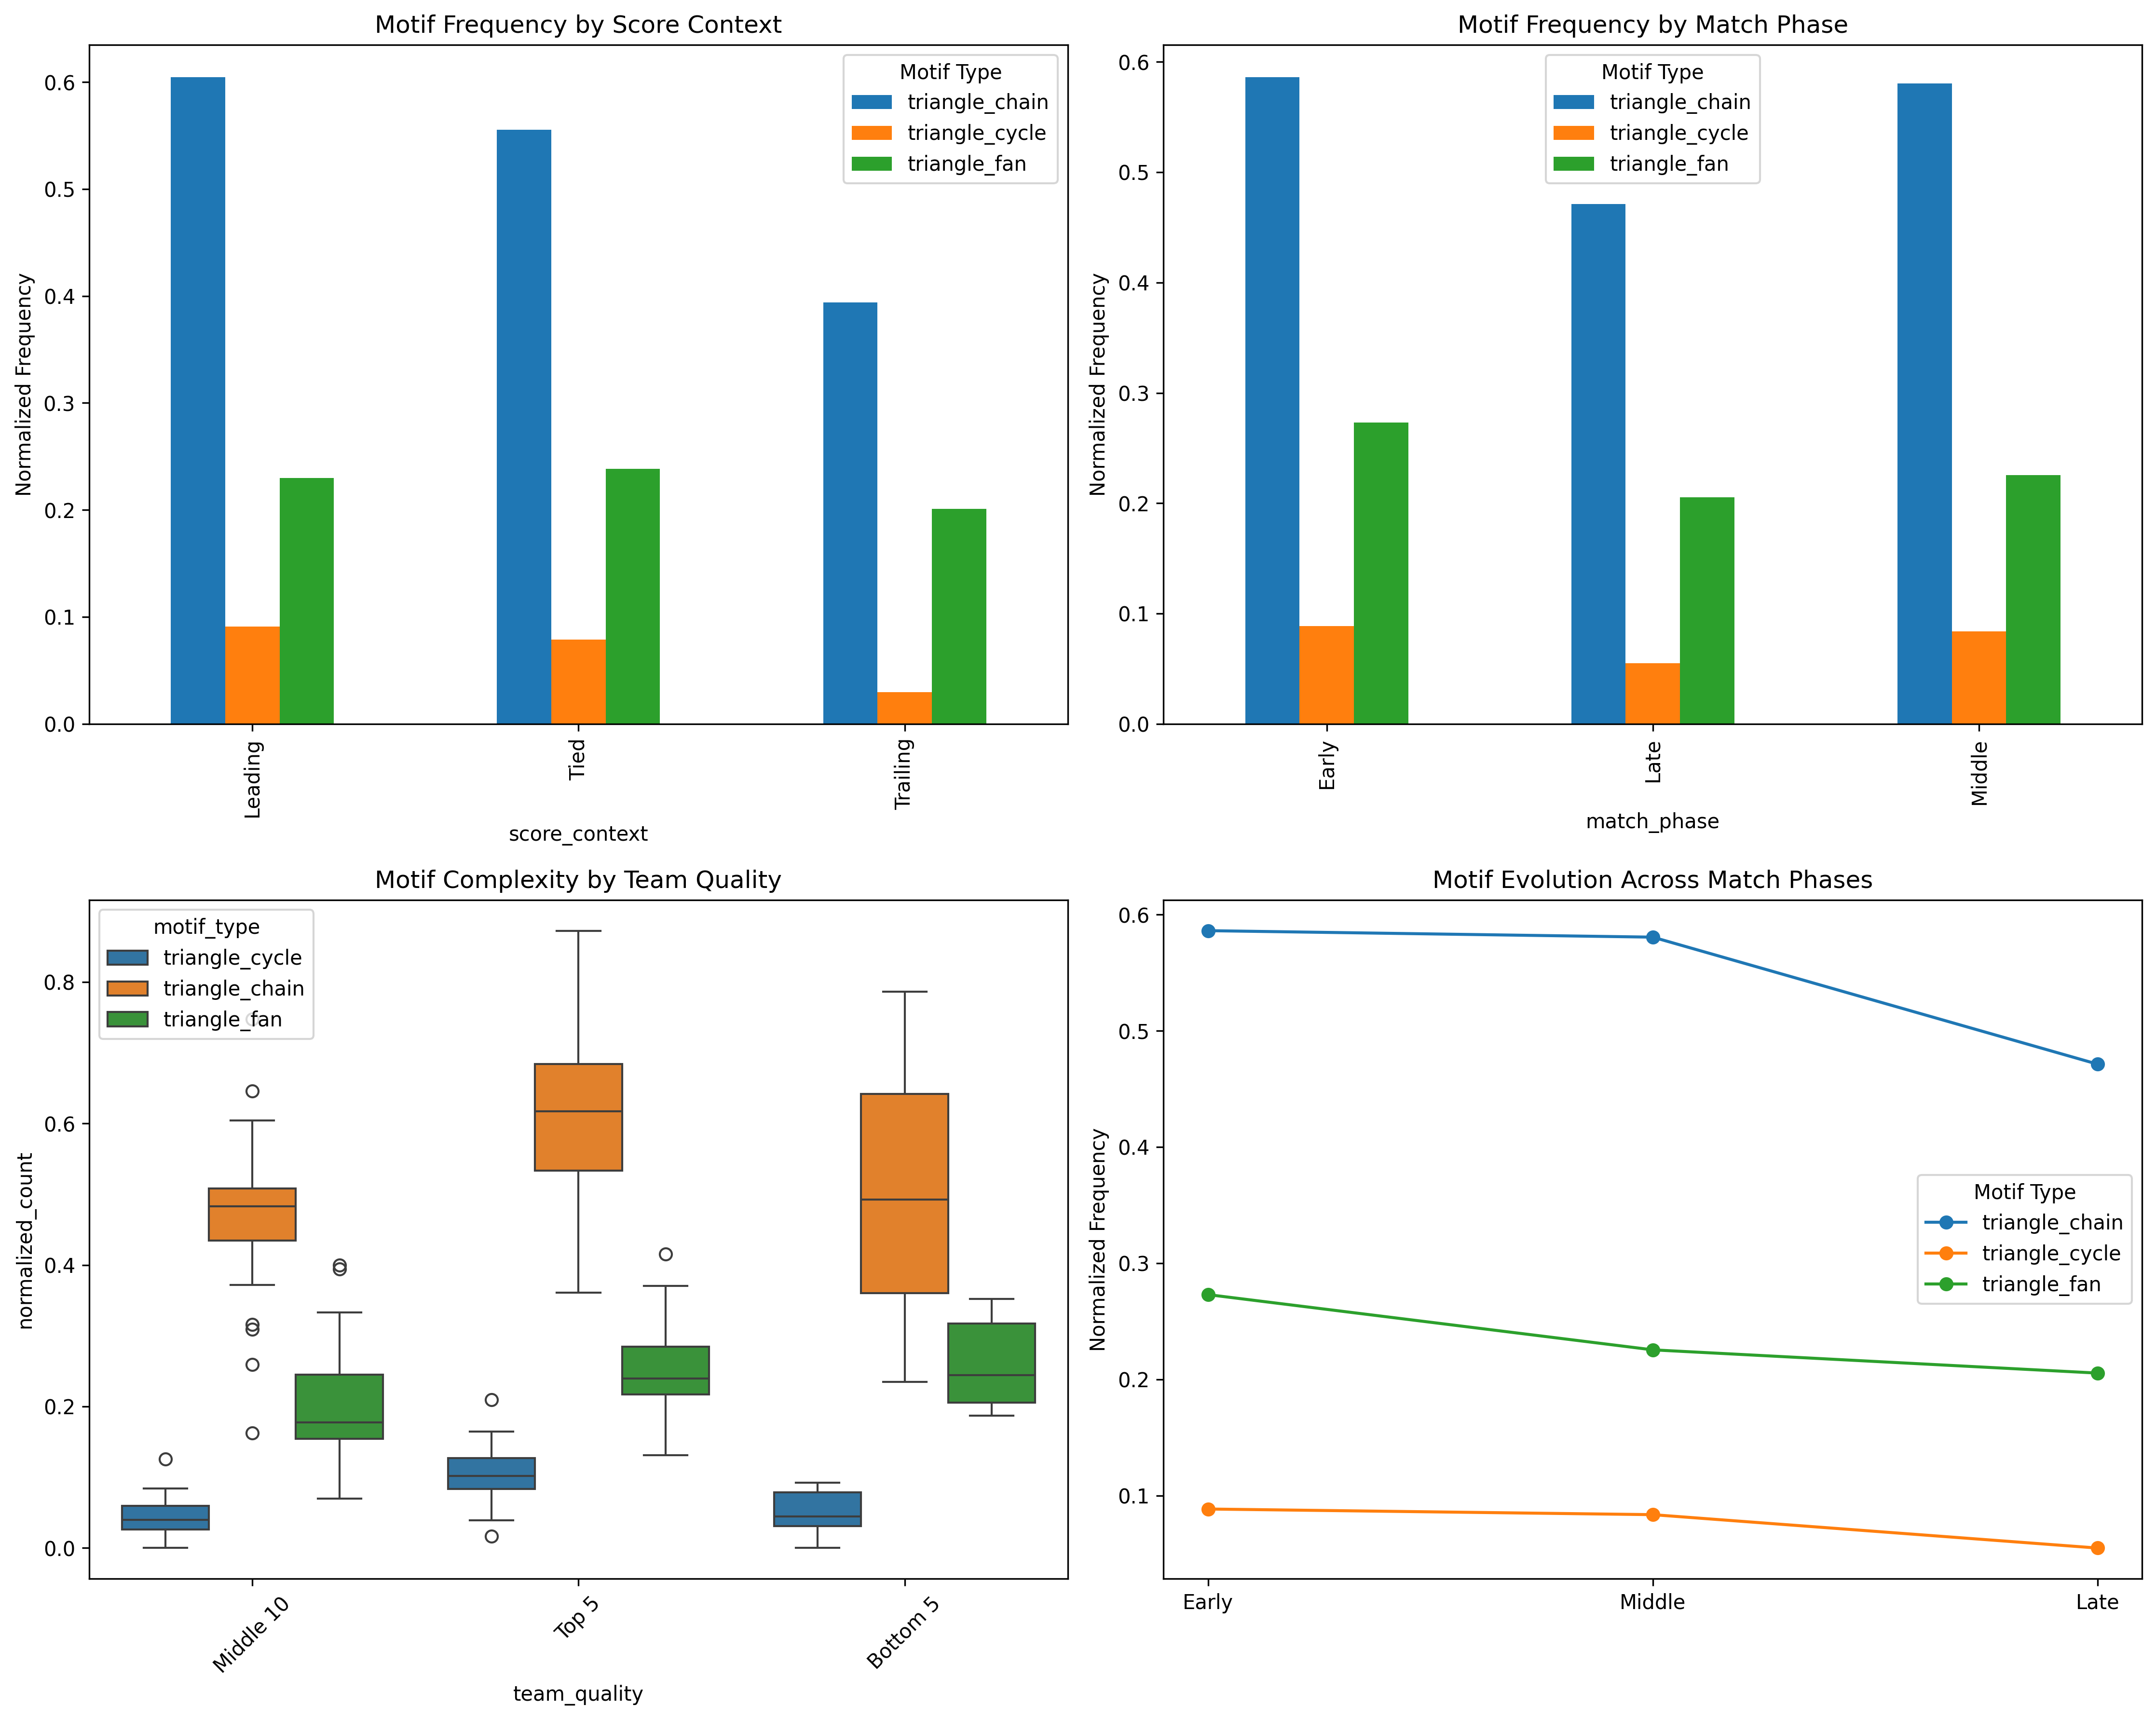 Motif Frequency by Score Context
Normalized Frequency
0.6
0.5
0.4
0.3
0.2
0.1
0.0
Motif Type
triangle_chain
triangle_cycle
triangle_fan
Leading
Tied
Trailing
score_context
Motif Frequency by Match Phase
Normalized Frequency
0.6
0.5
0.4
0.3
0.2
0.1
0.0
Motif Type
triangle_chain
triangle_cycle
triangle_fan
Early
Late
Middle
match_phase
Motif Complexity by Team Quality
normalized_count
0.8
0.6
0.4
0.2
0.0
motif_type
triangle_cycle
triangle_chain
triangle_fan
Middle 10
Top 5
Bottom 5
team_quality
Motif Evolution Across Match Phases
Normalized Frequency
0.6
0.5
0.4
0.3
0.2
0.1
Motif Type
triangle_chain
triangle_cycle
triangle_fan
Early
Middle
Late